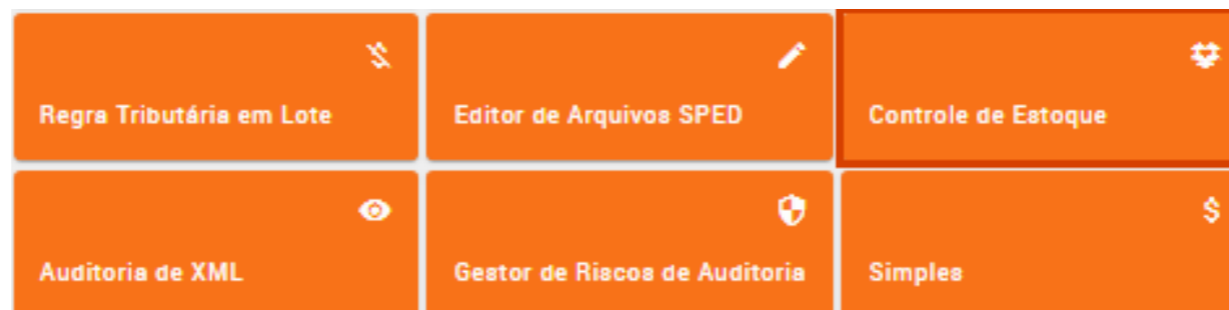 Regra Tributária em Lote
Editor de Arquivos SPED
Controle de Estoque
Auditoria de XML
Gestor de Riscos de Auditoria
Simples